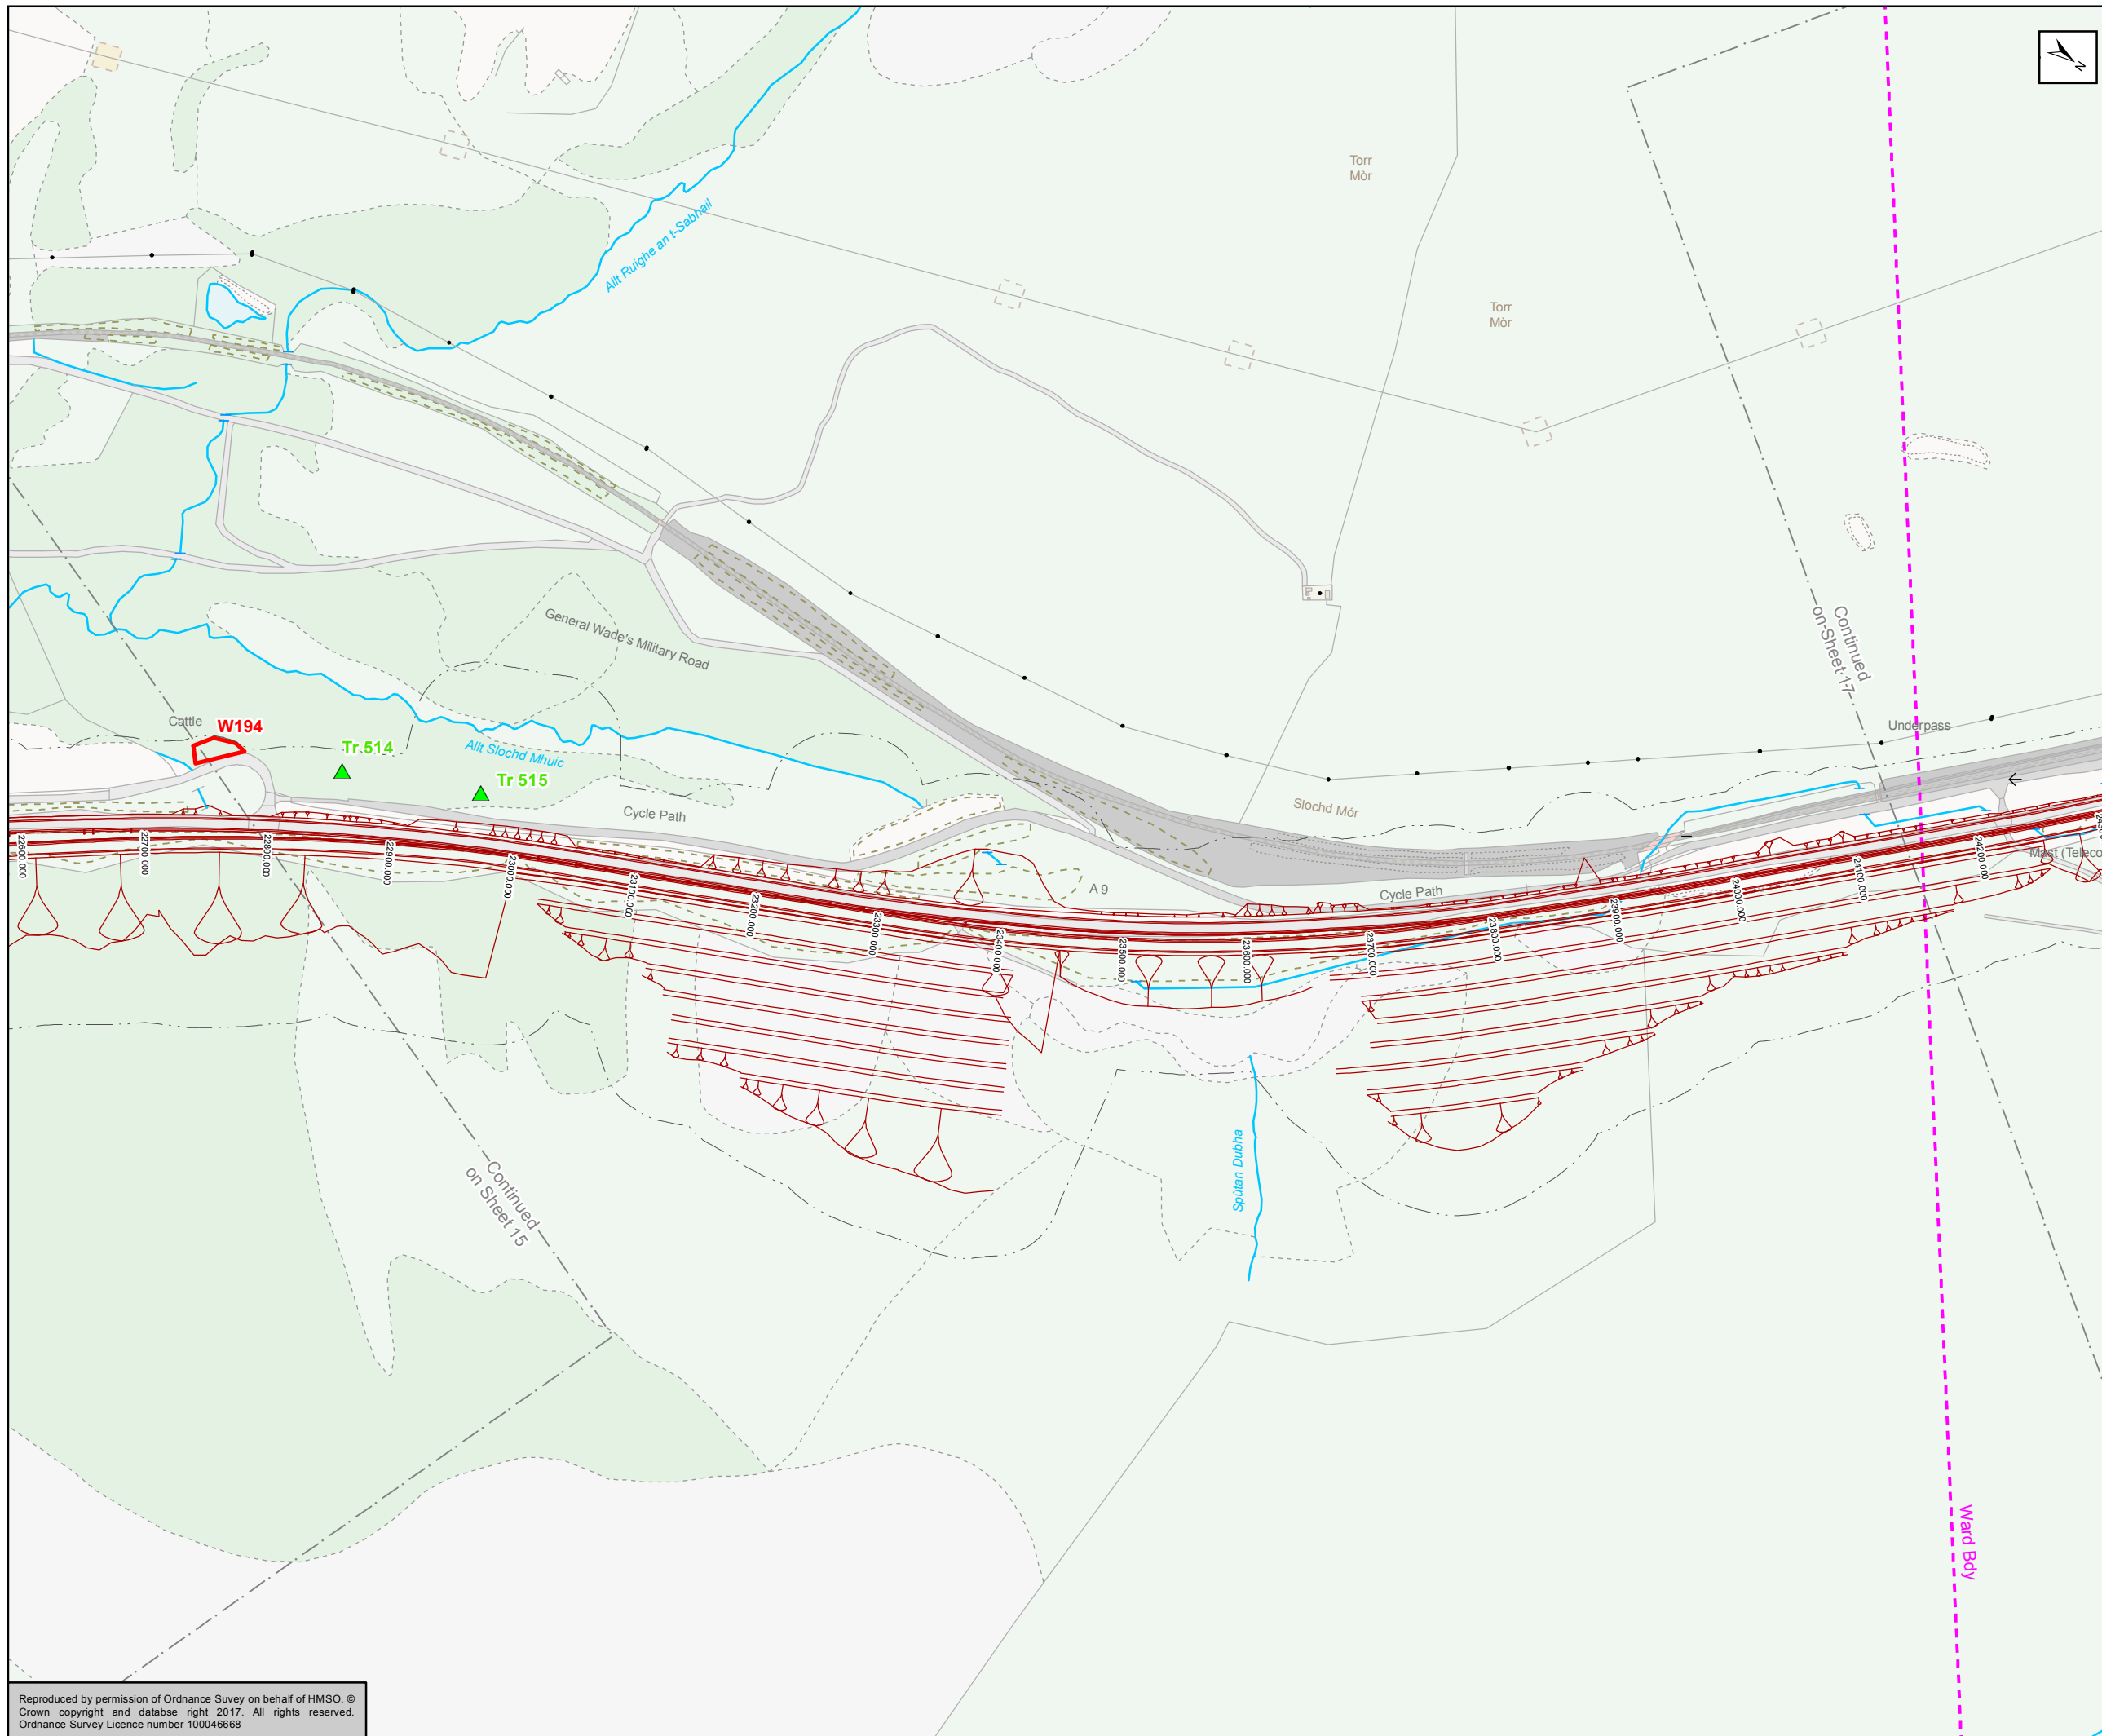 N
Torr
Mòr
Allt Ruighe an t-Sabhail
Torr
Mòr
General Wade's Military Road
Continued
on Sheet 17
Cattle
W194
Tr 514
Allt Slochd Mhuic
Tr 515
Underpass
Cycle Path
Slochd Mór
A 9
Cycle Path
Mast (Teleco
22600.000
22700.000
22800.000
22900.000
23000.000
23100.000
23200.000
23300.000
23400.000
23500.000
23600.000
23700.000
23800.000
23900.000
24000.000
24100.000
24200.000
Spùtan Dubha
Continued
on Sheet 15
Ward Bdy
Reproduced by permission of Ordnance Suvey on behalf of HMSO. ©
Crown copyright and databse right 2017. All rights reserved.
Ordnance Survey Licence number 100046668